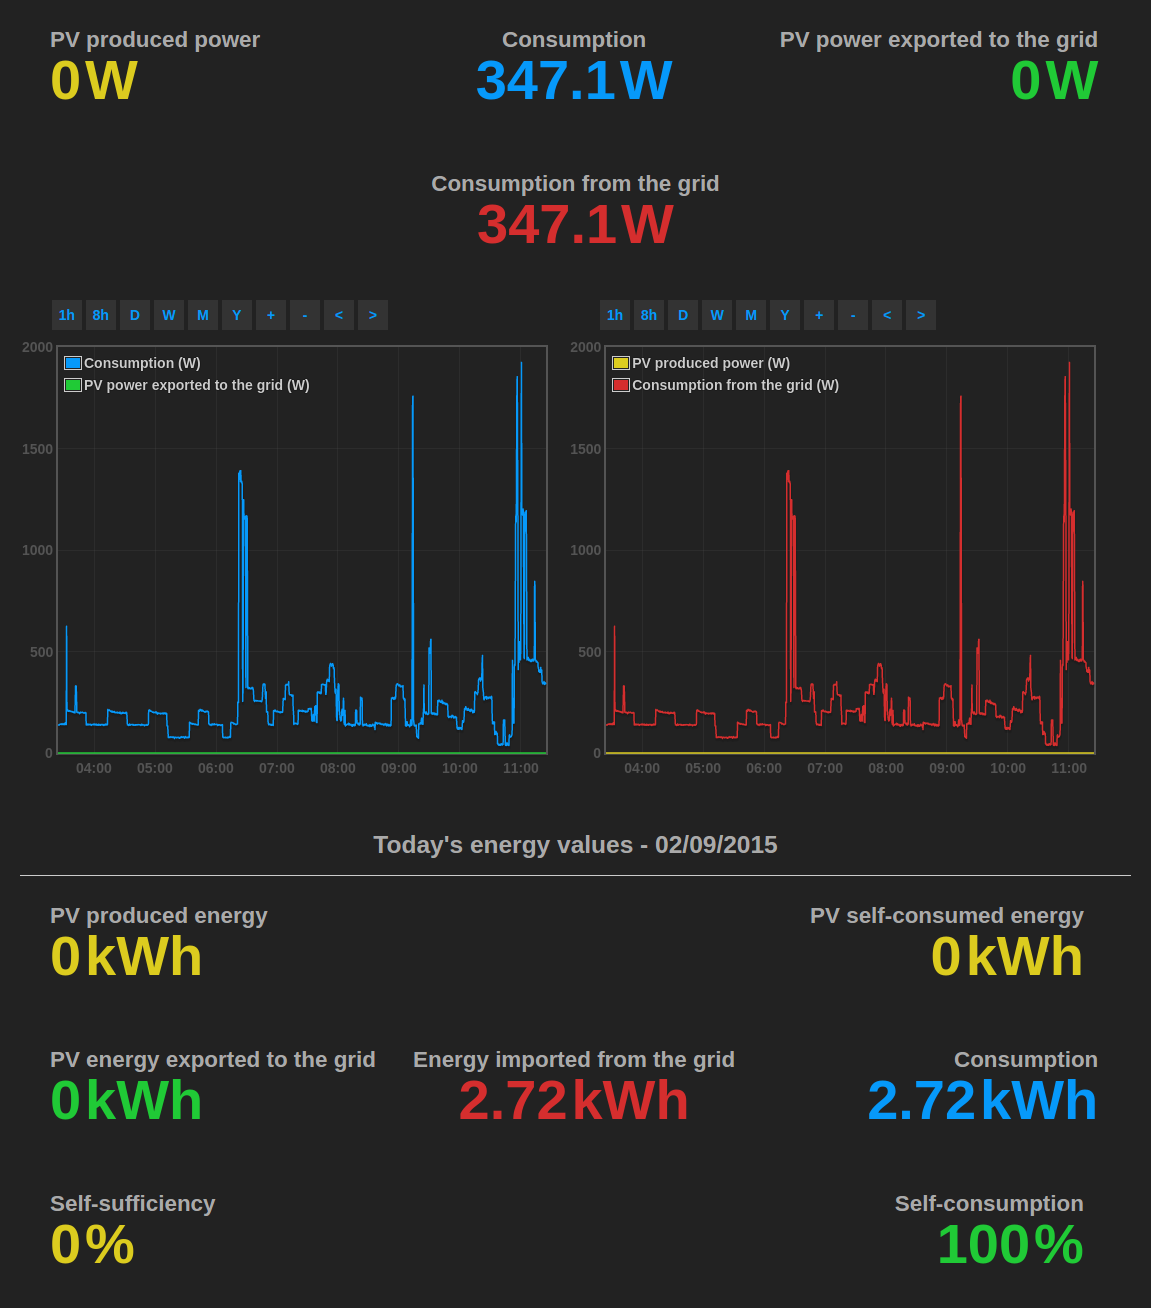 PV produced power Consumption PV power exported to the grid
0W 347.1W 0W
Consumption from the grid
347.1W
1h 8h D W M Y + - < > 1h 8h D W M Y + - < >
2000 2000
Consumption (W) PV produced power (W)
PV power exported to the grid (W) Consumption from the grid (W)
1500 1500
1000 1000
500 500
0 0
04:00 05:00 06:00 07:00 08:00 09:00 10:00 11:00 04:00 05:00 06:00 07:00 08:00 09:00 10:00 11:00
Today's energy values - 02/09/2015
PV produced energy PV self-consumed energy
0kWh 0kWh
PV energy exported to the grid Energy imported from the grid Consumption
0kWh 2.72kWh 2.72kWh
Self-sufficiency Self-consumption
0% 100%